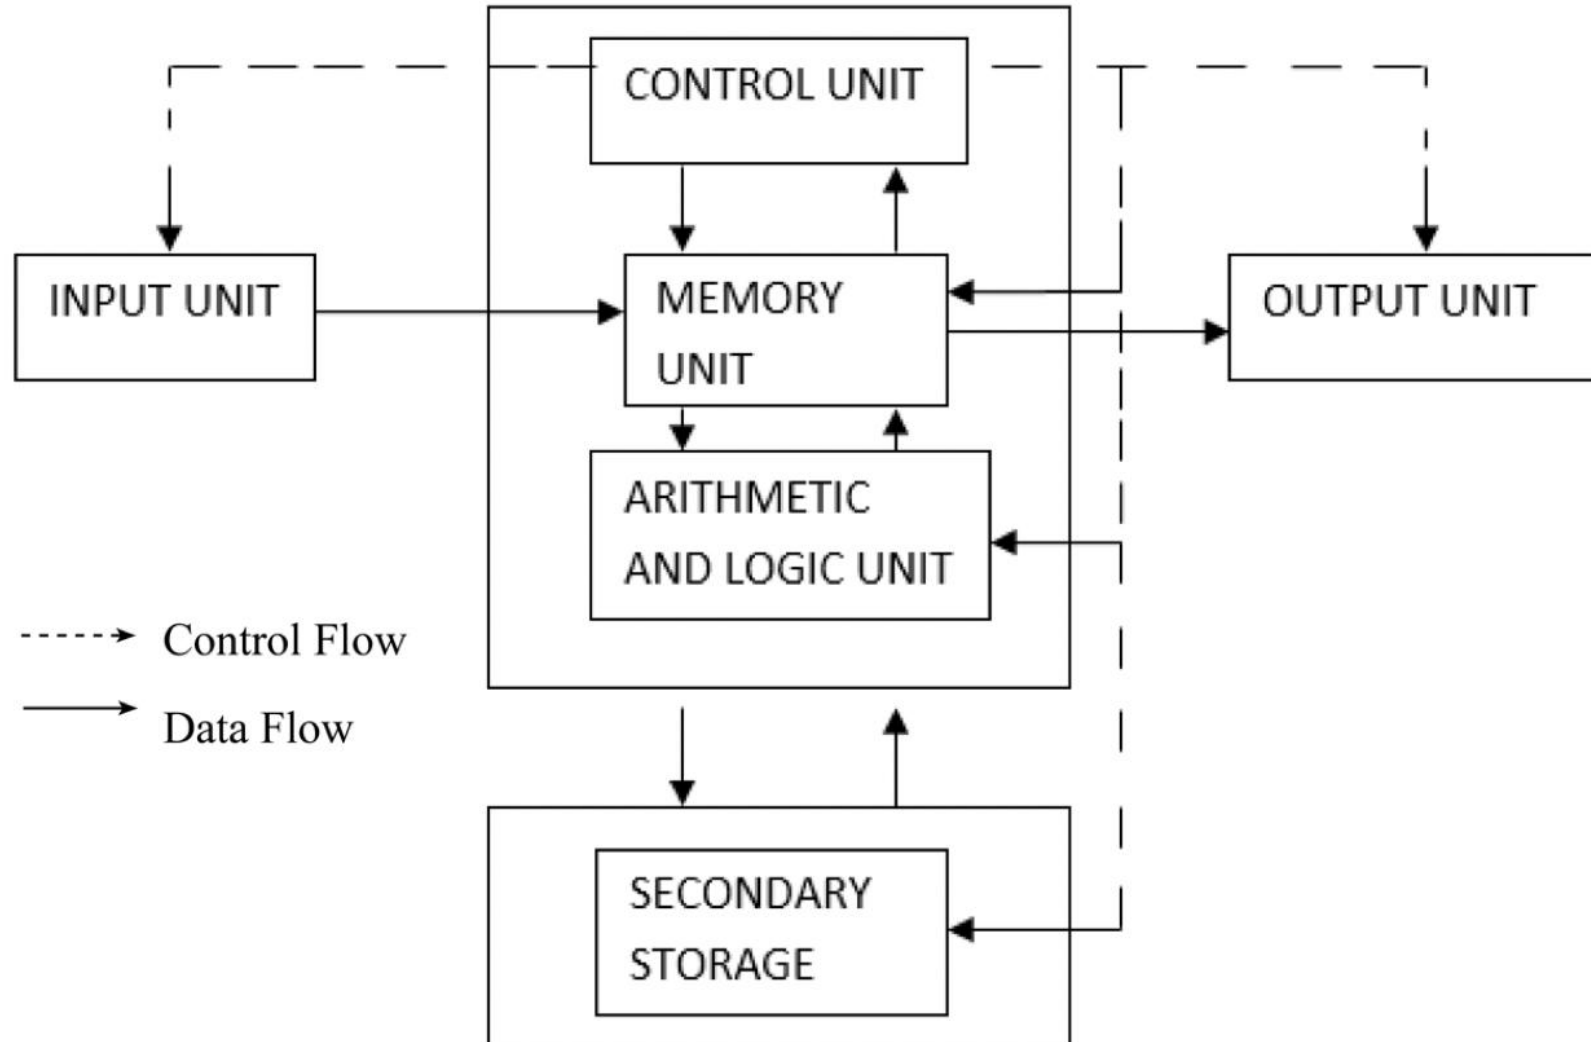 CONTROL UNIT
INPUT UNIT
MEMORY
UNIT
OUTPUT UNIT
ARITHMETIC
AND LOGIC UNIT
Control Flow
Data Flow
SECONDARY
STORAGE